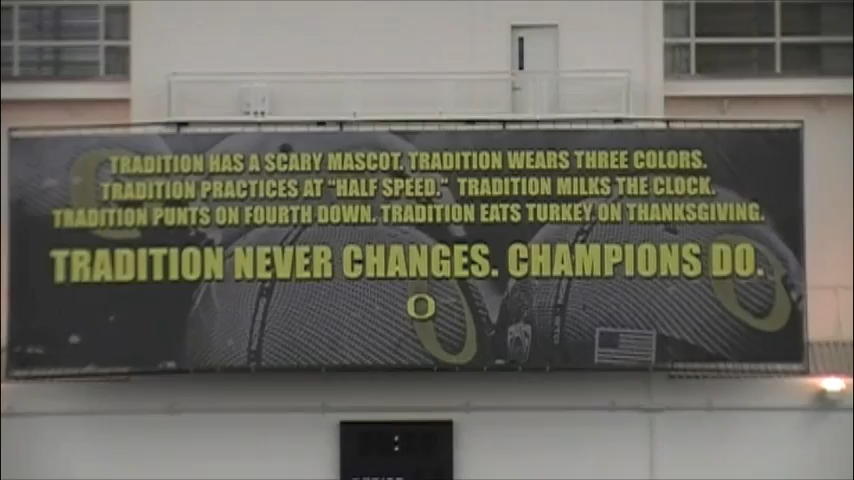 TRADITION HAS A SCARY MASCOT. TRADITION WEARS THREE COLORS.
TRADITION PRACTICES AT "HALF SPEED." TRADITION MILKS THE CLOCK.
TRADITION PUNTS ON FOURTH DOWN. TRADITION EATS TURKEY ON THANKSGIVING.
TRADITION NEVER CHANGES. CHAMPIONS DO.
O